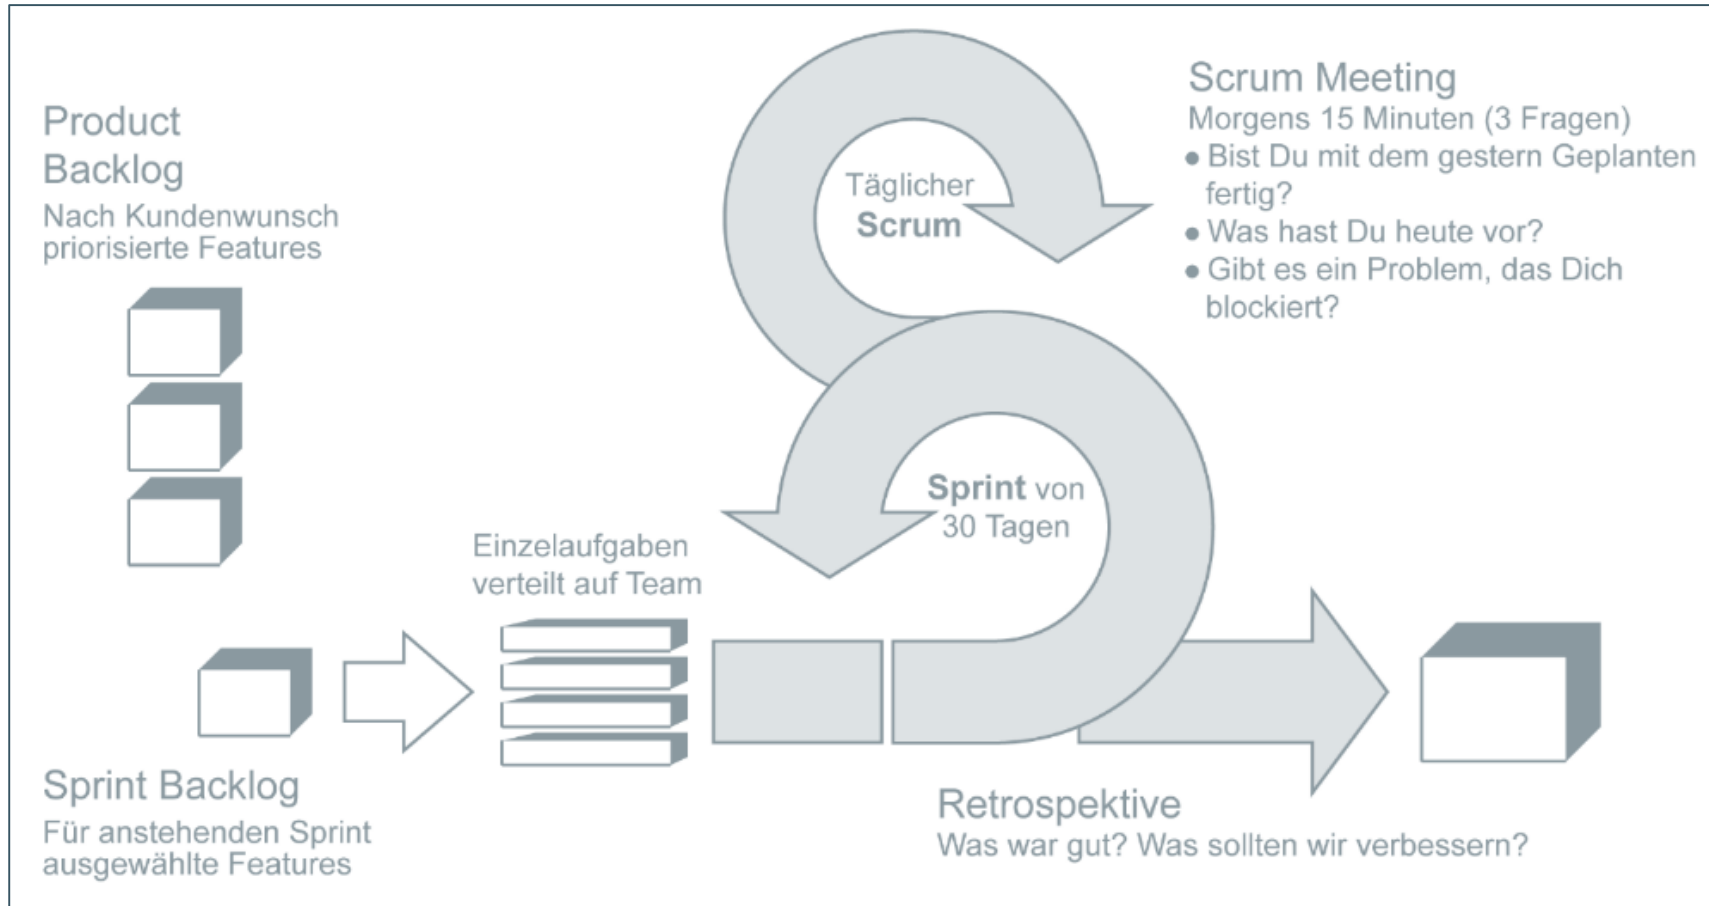 Product
Backlog
Nach Kundenwunsch
priorisierte Features
Sprint Backlog
Für anstehenden Sprint
ausgewählte Features
Einzelaufgaben
verteilt auf Team
Täglicher
Scrum
Sprint von
30 Tagen
Scrum Meeting
Morgens 15 Minuten (3 Fragen)
● Bist Du mit dem gestern Geplanten
fertig?
● Was hast Du heute vor?
● Gibt es ein Problem, das Dich
blockiert?
Retrospektive
Was war gut? Was sollten wir verbessern?